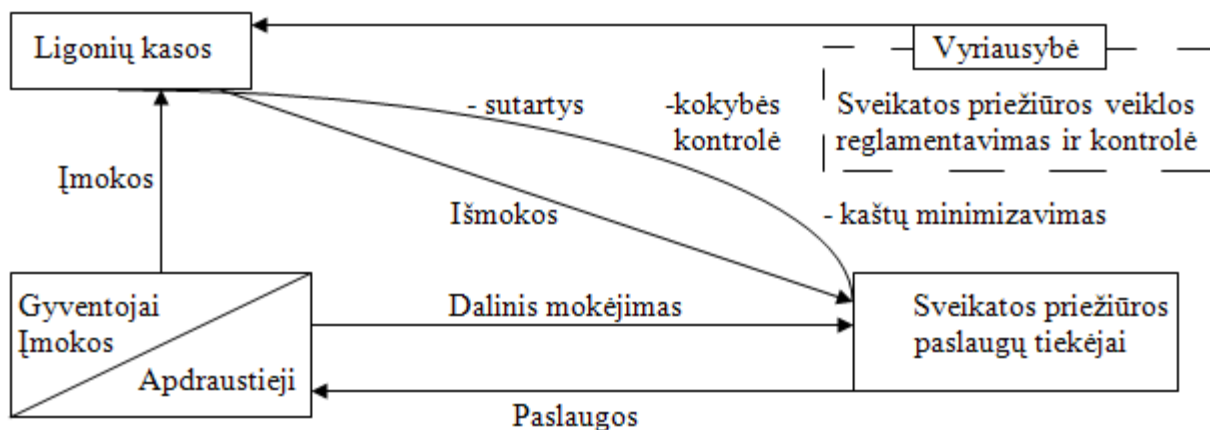 Ligonių kasos
Vyriausybė
- sutartys
-kokybės
kontrolė
Sveikatos priežiūros veiklos
reglamentavimas ir kontrolė
Įmokos
Išmokos
- kaštų minimizavimas
Gyventojai
Įmokos
Apdraustieji
Dalinis mokėjimas
Sveikatos priežiūros
paslaugų tiekėjai
Paslaugos